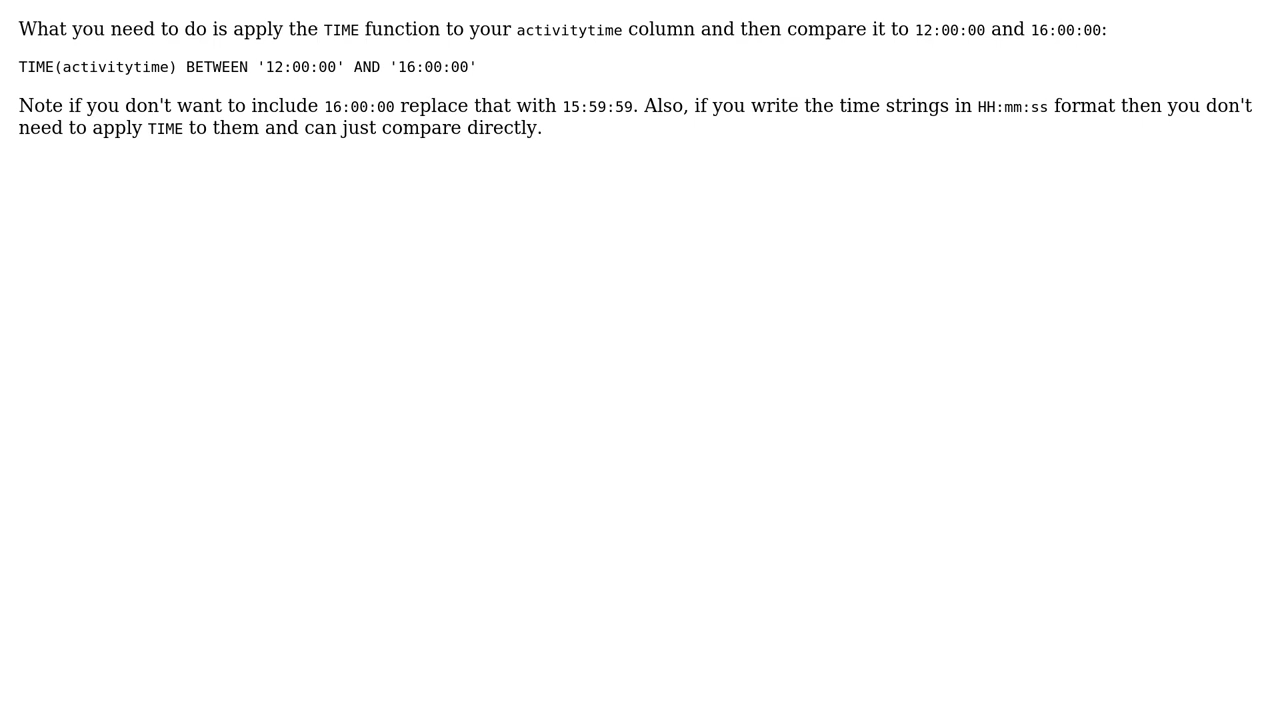 What you need to do is apply the TIME function to your activitytime column and then compare it to 12:00:00 and 16:00:00:
TIME(activitytime) BETWEEN '12:00:00' AND '16:00:00'
Note if you don't want to include 16:00:00 replace that with 15:59:59. Also, if you write the time strings in HH:mm:ss format then you don't
need to apply TIME to them and can just compare directly.